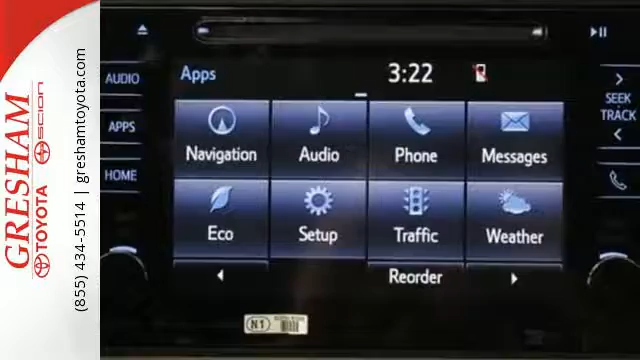 GRESHAM
TOYOTA scion
(855) 434-5514 | greshamtoyota.com
AUDIO
APPS
HOME
Apps
3:22
Navigation
Audio
Phone
Messages
Eco
Setup
Traffic
Weather
Reorder
SEEK
TRACK
N1